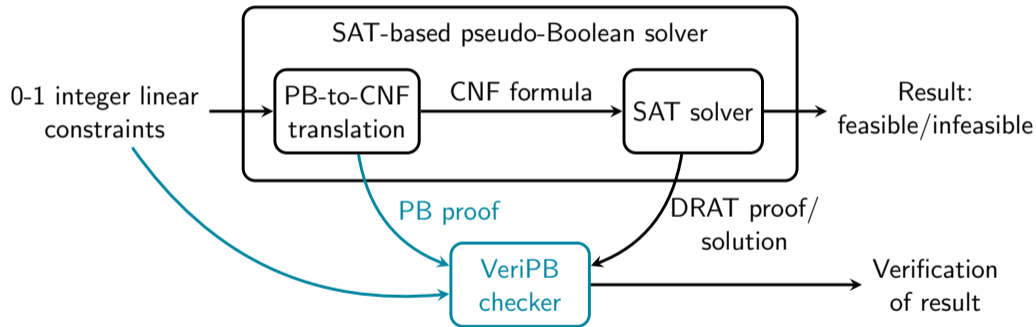 SAT-based pseudo-Boolean solver
0-1 integer linear
constraints
PB-to-CNF
translation
CNF formula
SAT solver
Result:
feasible/infeasible
PB proof
DRAT proof/
solution
VeriPB
checker
Verification
of result